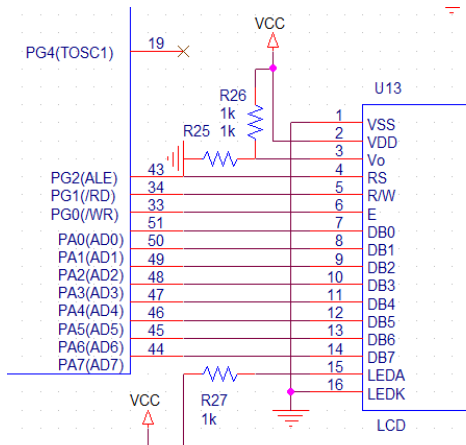 VCC
19
PG4(TOSC1)
U13
R26
1k
1k
R25
1
VSS
2
VDD
3
Vo
43
4
RS
PG2(ALE)
34
5
R/W
PG1(/RD)
33
6
E
PG0(/WR)
51
7
DB0
PA0(AD0)
50
8
DB1
PA1(AD1)
49
9
DB2
PA2(AD2)
48
10
DB3
PA3(AD3)
47
11
DB4
PA4(AD4)
46
12
DB5
PA5(AD5)
45
13
DB6
PA6(AD6)
44
14
DB7
PA7(AD7)
15
LEDA
16
LEDK
VCC
R27
1k
LCD